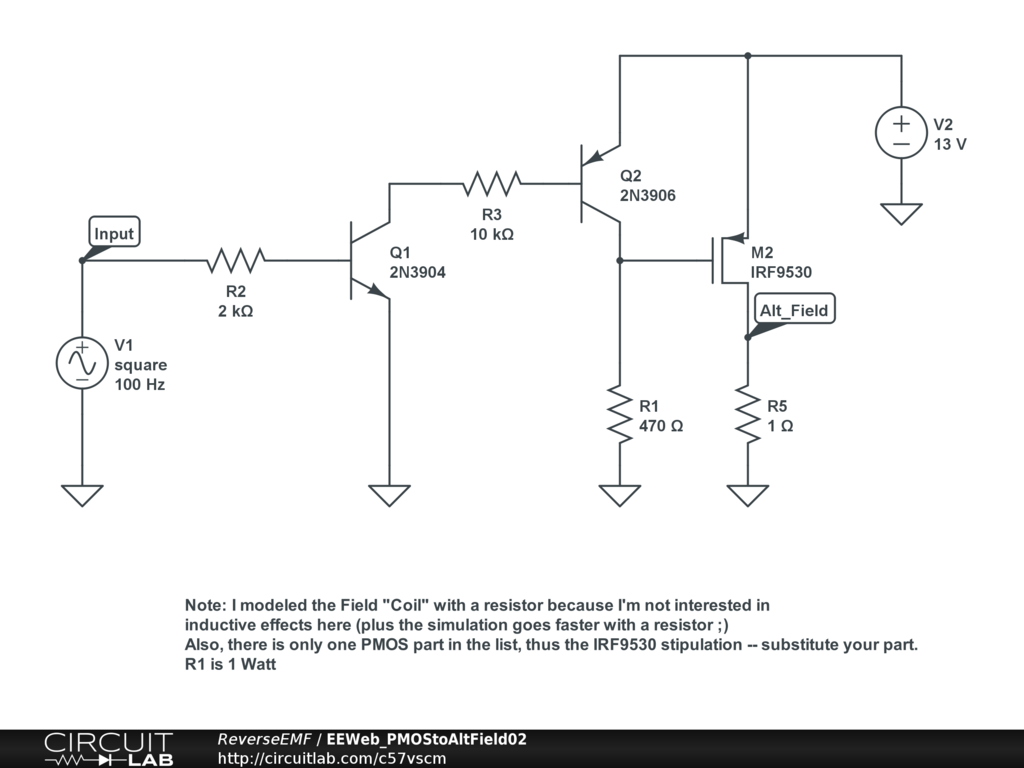 V2
13 V
Q2
2N3906
R3
10 kΩ
Input
Q1
2N3904
M2
IRF9530
R2
2 kΩ
Alt_Field
V1
square
100 Hz
R1
470 Ω
R5
1 Ω
Note: I modeled the Field "Coil" with a resistor because I'm not interested in
inductive effects here (plus the simulation goes faster with a resistor ;)
Also, there is only one PMOS part in the list, thus the IRF9530 stipulation -- substitute your part.
R1 is 1 Watt
CIRCUIT
LAB
ReverseEMF / EEWeb_PMOStoAltField02
http://circuitlab.com/c57vscm